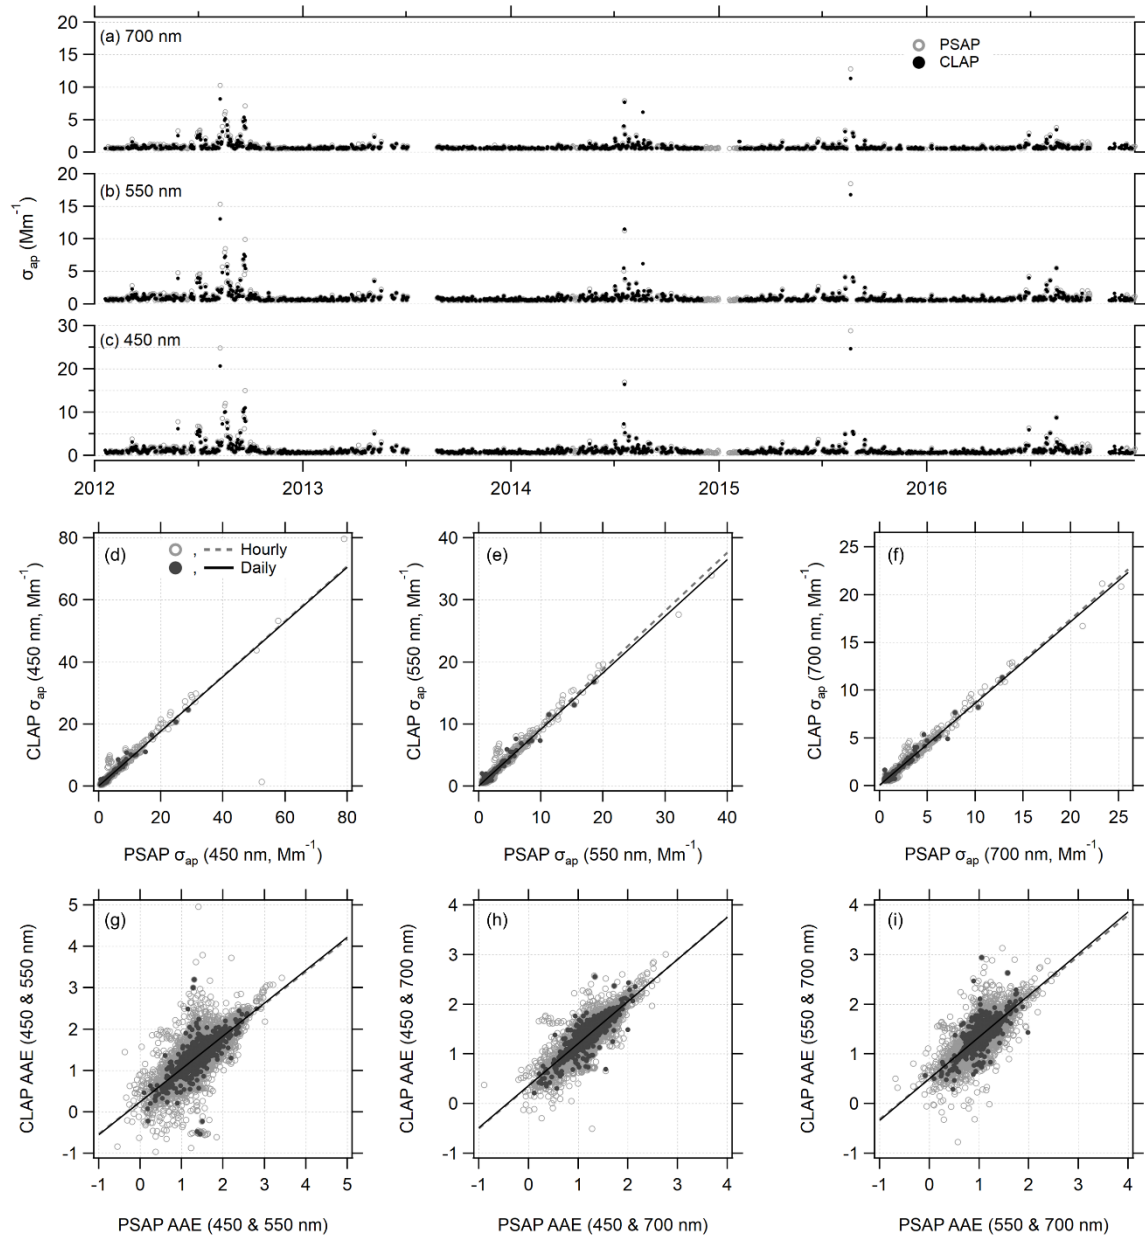 20
15
10
5
0
(a) 700 nm
PSAP
CLAP
20
15
10
5
0
(b) 550 nm
σap (Mm-1)
30
20
10
0
(c) 450 nm
2012 2013 2014 2015 2016
80
60
40
20
0
(d)
, Hourly
, Daily
CLAP σap (450 nm, Mm-1)
0 20 40 60 80
PSAP σap (450 nm, Mm-1)
40
30
20
10
0
(e)
CLAP σap (550 nm, Mm-1)
0 10 20 30 40
PSAP σap (550 nm, Mm-1)
25
20
15
10
5
0
(f)
CLAP σap (700 nm, Mm-1)
0 5 10 15 20 25
PSAP σap (700 nm, Mm-1)
5
4
3
2
1
0
-1
(g)
CLAP AAE (450 & 550 nm)
-1 0 1 2 3 4 5
PSAP AAE (450 & 550 nm)
4
3
2
1
0
-1
(h)
CLAP AAE (450 & 700 nm)
-1 0 1 2 3 4
PSAP AAE (450 & 700 nm)
4
3
2
1
0
-1
(i)
CLAP AAE (550 & 700 nm)
-1 0 1 2 3 4
PSAP AAE (550 & 700 nm)